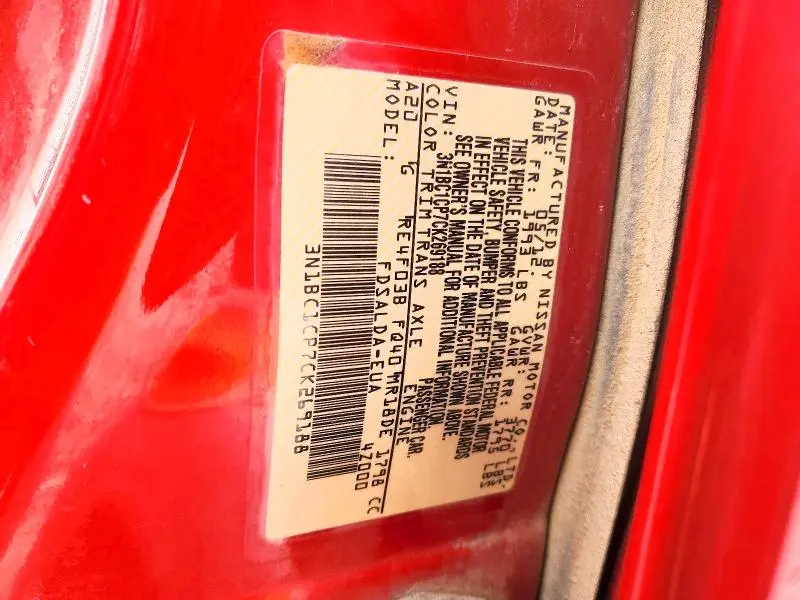 MANUFACTURED BY NISSAN MOTOR CO., LTD.
DATE: 05/12 GVWR: 3770 LBS
GAWR FR: 1993 LBS GAWR RR: 1795 LBS
THIS VEHICLE CONFORMS TO ALL APPLICABLE FEDERAL MOTOR
VEHICLE SAFETY, BUMPER AND THEFT PREVENTION STANDARDS
IN EFFECT ON THE DATE OF MANUFACTURE SHOWN ABOVE.
SEE OWNER'S MANUAL FOR ADDITIONAL INFORMATION.
VIN: 3N1BC1CP7CK269188 PASSENGER CAR.
COLOR TRIM TRANS AXLE ENGINE
A20 G RE4F03B FQ40 MR18DE 1798 CC
MODEL: FDSALDA-EUA 4Z000
3N1BC1CP7CK269188